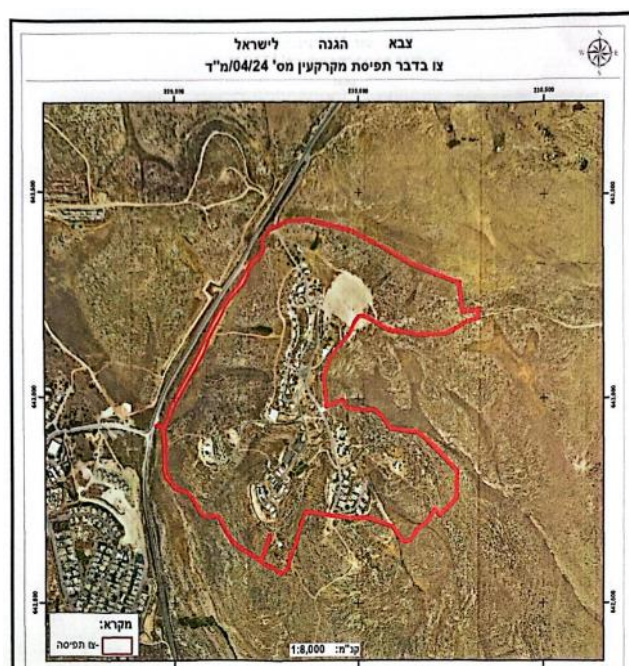 צבא הגנה לישראל
צו בדבר תפיסת מקרקעין מס' 04/24/מ"ד
מקרא:
-צו תפיסה
קנ"מ: 1:8,000